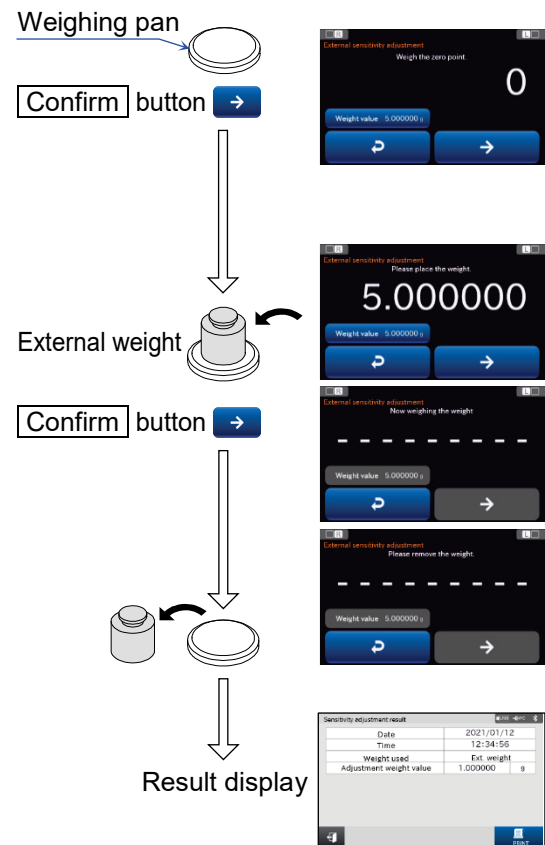 Weighing pan
R L
External sensitivity adjustment
Weigh the zero point.
0
Confirm button
Weight value 5.000000 g
R L
External sensitivity adjustment
Please place the weight.
5.000000
External weight
Weight value 5.000000 g
R L
External sensitivity adjustment
Now weighing the weight
Confirm button
– – – – – – – – –
Weight value 5.000000 g
R L
External sensitivity adjustment
Please remove the weight.
– – – – – – – – –
Weight value 5.000000 g
Sensitivity adjustment result
Date 2021/01/12
Time 12:34:56
Weight used Ext. weight
Adjustment weight value 1.000000 g
Result display
PRINT